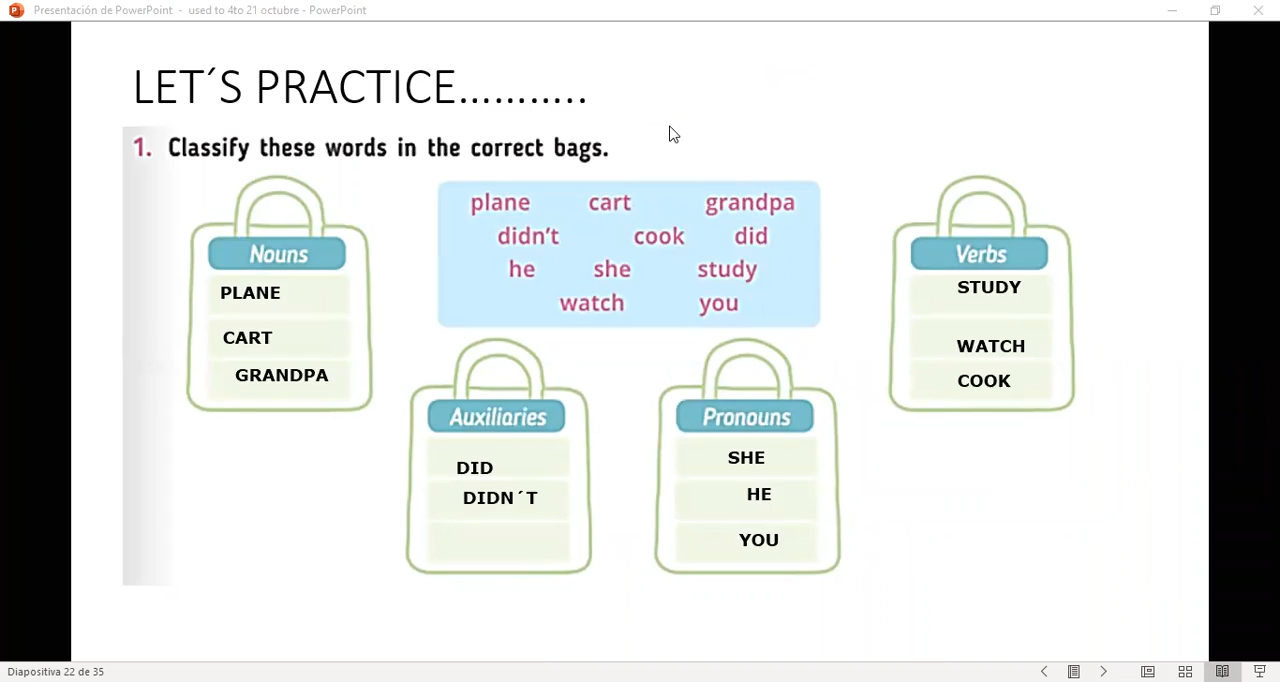 Presentación de PowerPoint - used to 4to 21 octubre - PowerPoint
LET´S PRACTICE………..
1. Classify these words in the correct bags.
plane cart grandpa
didn't cook did
he she study
watch you
Nouns
PLANE
CART
GRANDPA
Verbs
STUDY
WATCH
COOK
Auxiliaries
DID
DIDN´T
Pronouns
SHE
HE
YOU
Diapositiva 22 de 35